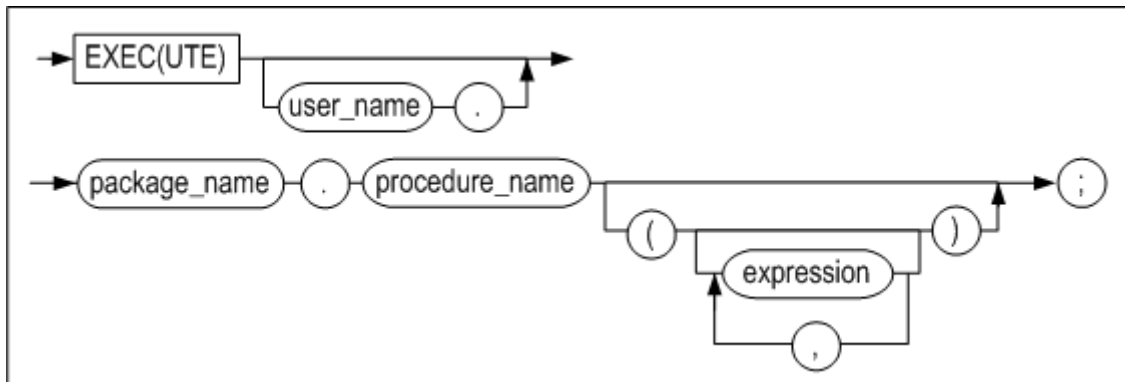 EXEC(UTE)
user_name .
package_name . procedure_name ;
( )
expression
,